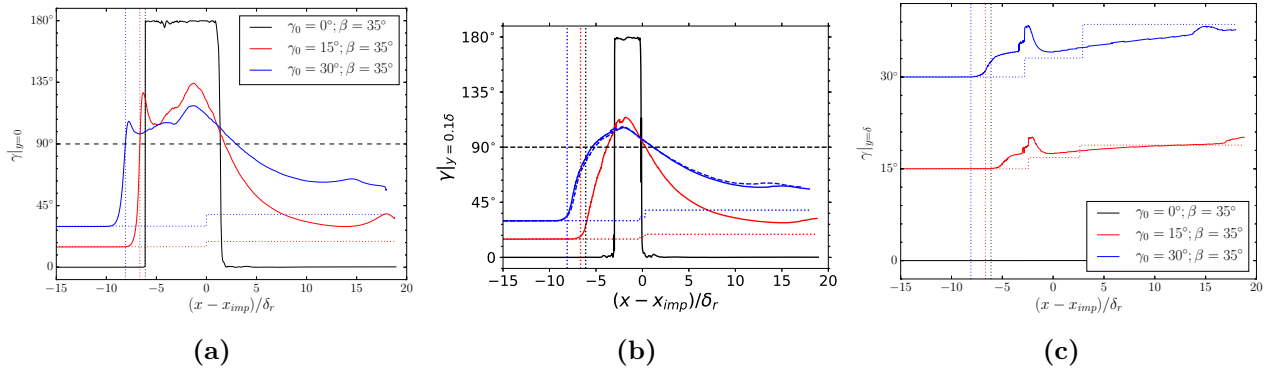 180°
135°
90°
45°
0
γ|y=0
γ0 = 0°; β = 35°
γ0 = 15°; β = 35°
γ0 = 30°; β = 35°
−15 −10 −5 0 5 10 15 20
(x − ximp)/δr
(a)
180°
135°
90°
45°
0
γ|y = 0.1δ
−15 −10 −5 0 5 10 15 20
(x − ximp)/δr
(b)
30°
15°
0
γ|y=δ
γ0 = 0°; β = 35°
γ0 = 15°; β = 35°
γ0 = 30°; β = 35°
−15 −10 −5 0 5 10 15 20
(x − ximp)/δr
(c)